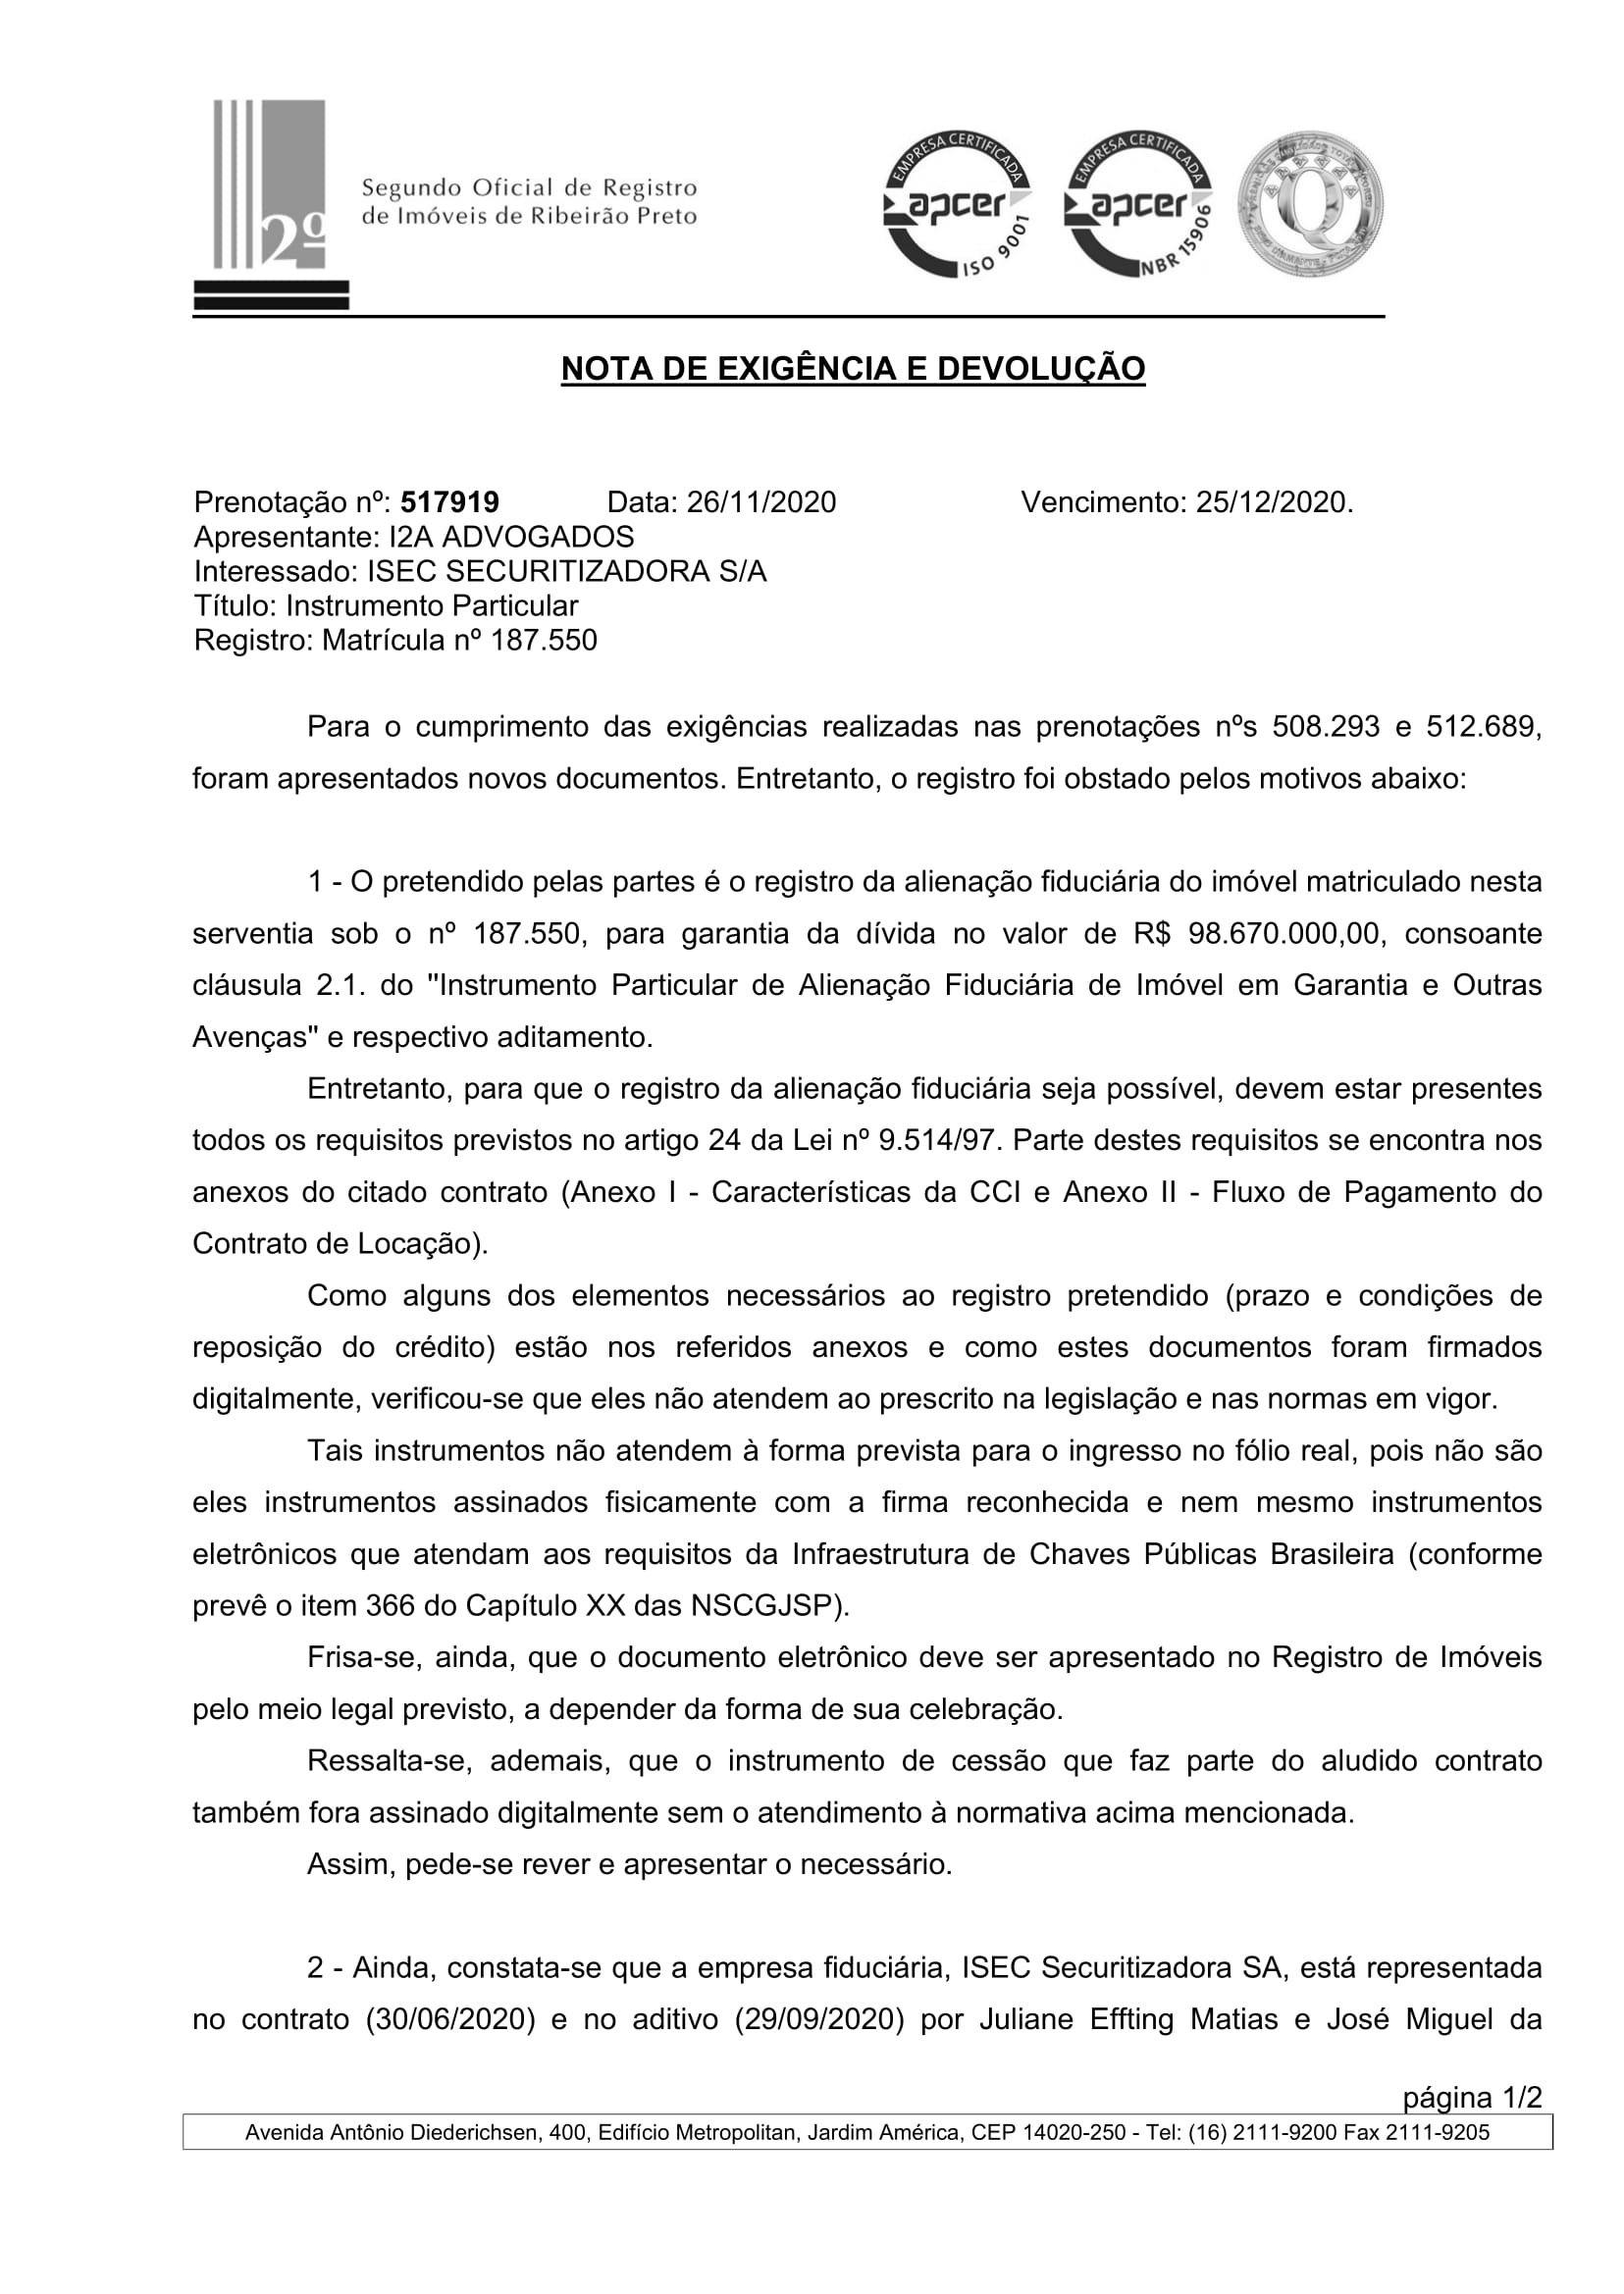 2º
Segundo Oficial de Registro
de Imóveis de Ribeirão Preto
EMPRESA CERTIFICADA
apcer
ISO 9001
EMPRESA CERTIFICADA
apcer
NBR 15906
Q
NOTA DE EXIGÊNCIA E DEVOLUÇÃO
Prenotação nº: 517919 Data: 26/11/2020 Vencimento: 25/12/2020.
Apresentante: I2A ADVOGADOS
Interessado: ISEC SECURITIZADORA S/A
Título: Instrumento Particular
Registro: Matrícula nº 187.550
Para o cumprimento das exigências realizadas nas prenotações nºs 508.293 e 512.689,
foram apresentados novos documentos. Entretanto, o registro foi obstado pelos motivos abaixo:
1 - O pretendido pelas partes é o registro da alienação fiduciária do imóvel matriculado nesta
serventia sob o nº 187.550, para garantia da dívida no valor de R$ 98.670.000,00, consoante
cláusula 2.1. do "Instrumento Particular de Alienação Fiduciária de Imóvel em Garantia e Outras
Avenças" e respectivo aditamento.
Entretanto, para que o registro da alienação fiduciária seja possível, devem estar presentes
todos os requisitos previstos no artigo 24 da Lei nº 9.514/97. Parte destes requisitos se encontra nos
anexos do citado contrato (Anexo I - Características da CCI e Anexo II - Fluxo de Pagamento do
Contrato de Locação).
Como alguns dos elementos necessários ao registro pretendido (prazo e condições de
reposição do crédito) estão nos referidos anexos e como estes documentos foram firmados
digitalmente, verificou-se que eles não atendem ao prescrito na legislação e nas normas em vigor.
Tais instrumentos não atendem à forma prevista para o ingresso no fólio real, pois não são
eles instrumentos assinados fisicamente com a firma reconhecida e nem mesmo instrumentos
eletrônicos que atendam aos requisitos da Infraestrutura de Chaves Públicas Brasileira (conforme
prevê o item 366 do Capítulo XX das NSCGJSP).
Frisa-se, ainda, que o documento eletrônico deve ser apresentado no Registro de Imóveis
pelo meio legal previsto, a depender da forma de sua celebração.
Ressalta-se, ademais, que o instrumento de cessão que faz parte do aludido contrato
também fora assinado digitalmente sem o atendimento à normativa acima mencionada.
Assim, pede-se rever e apresentar o necessário.
2 - Ainda, constata-se que a empresa fiduciária, ISEC Securitizadora SA, está representada
no contrato (30/06/2020) e no aditivo (29/09/2020) por Juliane Effting Matias e José Miguel da
página 1/2
Avenida Antônio Diederichsen, 400, Edifício Metropolitan, Jardim América, CEP 14020-250 - Tel: (16) 2111-9200 Fax 2111-9205